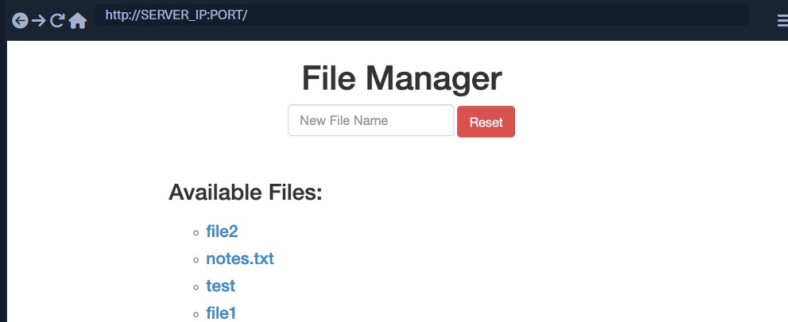 http://SERVER_IP:PORT/
File Manager
New File Name Reset
Available Files:
file2
notes.txt
test
file1